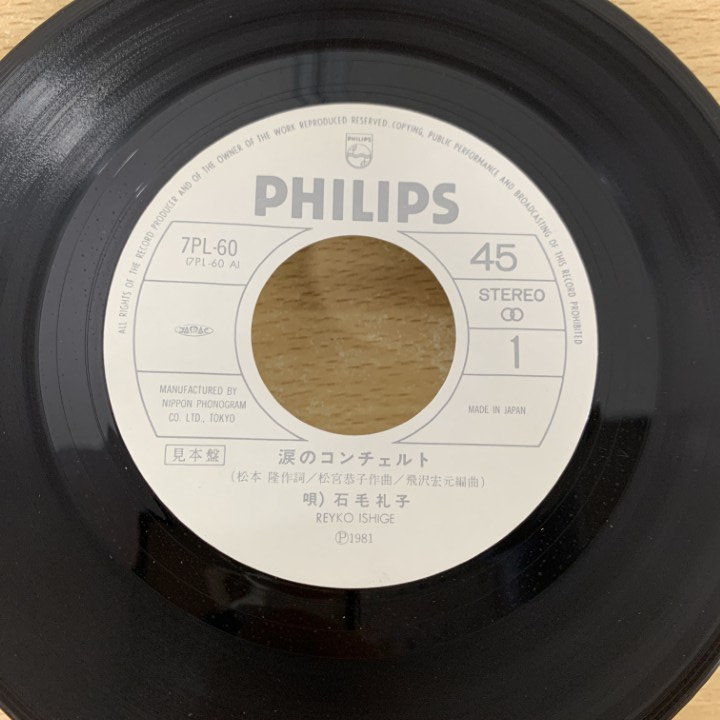 ALL RIGHTS OF THE RECORD PRODUCER AND OF THE OWNER OF THE WORK REPRODUCED RESERVED. COPYING, PUBLIC PERFORMANCE AND BROADCASTING OF THIS RECORD PROHIBITED
PHILIPS
PHILIPS
7PL-60
(7PL-60 A)
45
STEREO
1
MANUFACTURED BY
NIPPON PHONOGRAM
CO. LTD., TOKYO
MADE IN JAPAN
見本盤
涙のコンチェルト
(松本 隆作詞/松宮恭子作曲/飛沢宏元編曲)
唄) 石毛礼子
REYKO ISHIGE
Ⓟ1981